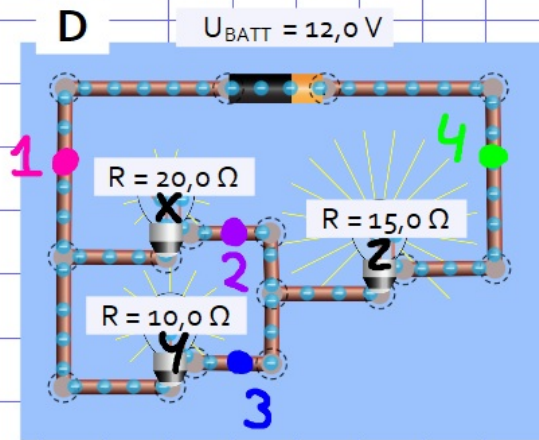 D
U_BATT = 12,0 V
1
4
R = 20,0 Ω
X
R = 15,0 Ω
2
Z
R = 10,0 Ω
Y
3